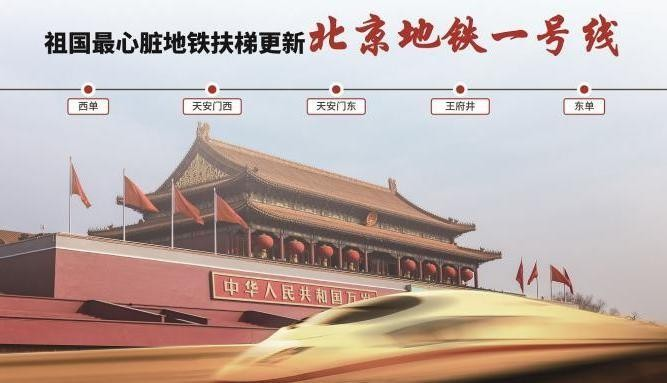 祖国最心脏地铁扶梯更新 北京地铁一号线
西单
天安门西
天安门东
王府井
东单
中华人民共和国万岁